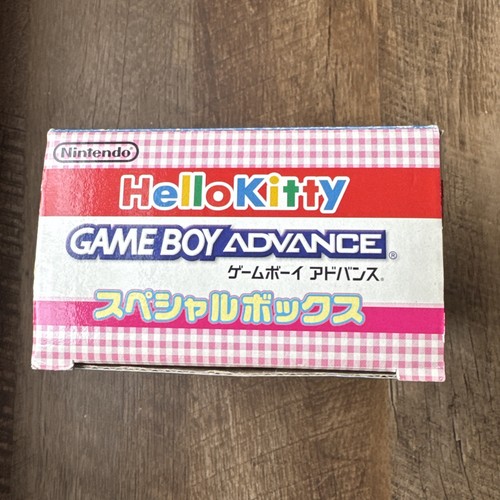 Nintendo
HelloKitty
GAME BOY ADVANCE®
ゲームボーイ アドバンス®
スペシャルボックス